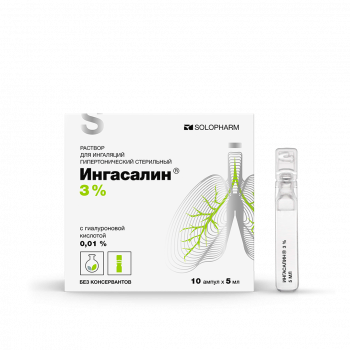 SOLOPHARM
РАСТВОР
ДЛЯ ИНГАЛЯЦИЙ
ГИПЕРТОНИЧЕСКИЙ СТЕРИЛЬНЫЙ
Ингасалин®
3 %
с гиалуроновой
кислотой
0,01 %
БЕЗ КОНСЕРВАНТОВ
10 ампул x 5 мл
ИНГАСАЛИН® 3 %
5 МЛ